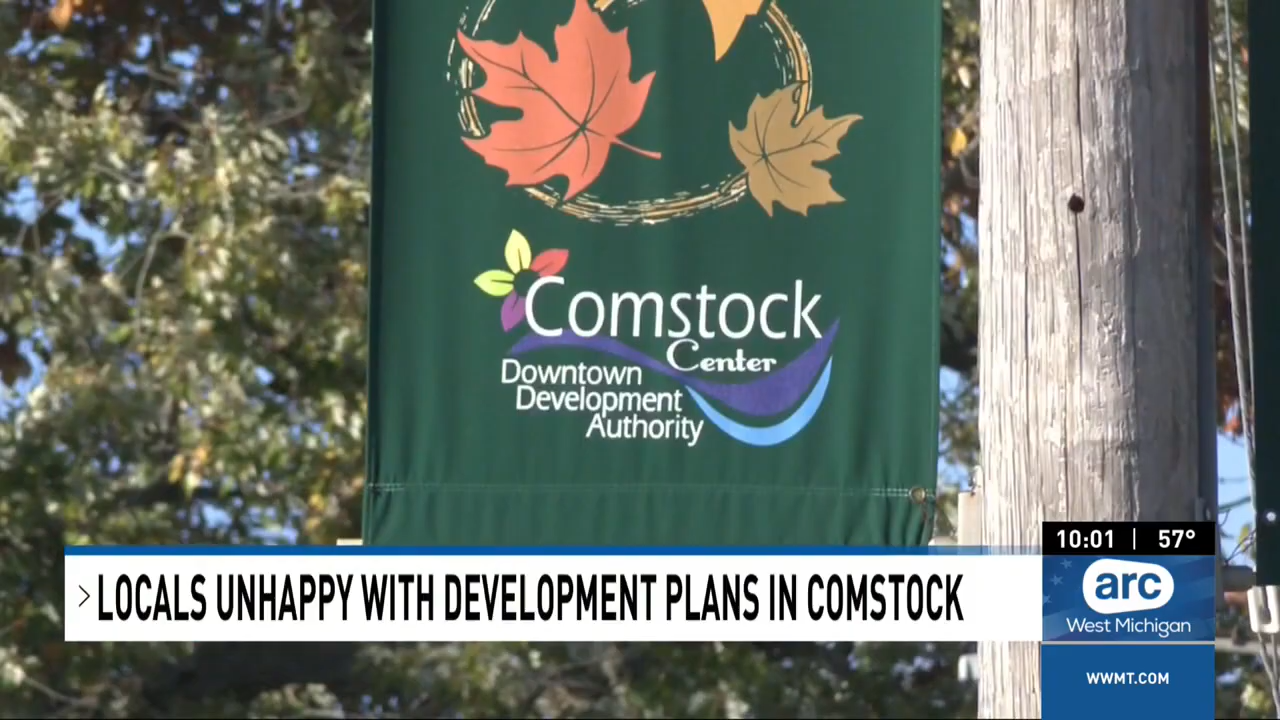 Comstock
Center
Downtown
Development
Authority
> LOCALS UNHAPPY WITH DEVELOPMENT PLANS IN COMSTOCK
10:01 | 57°
arc
West Michigan
WWMT.COM